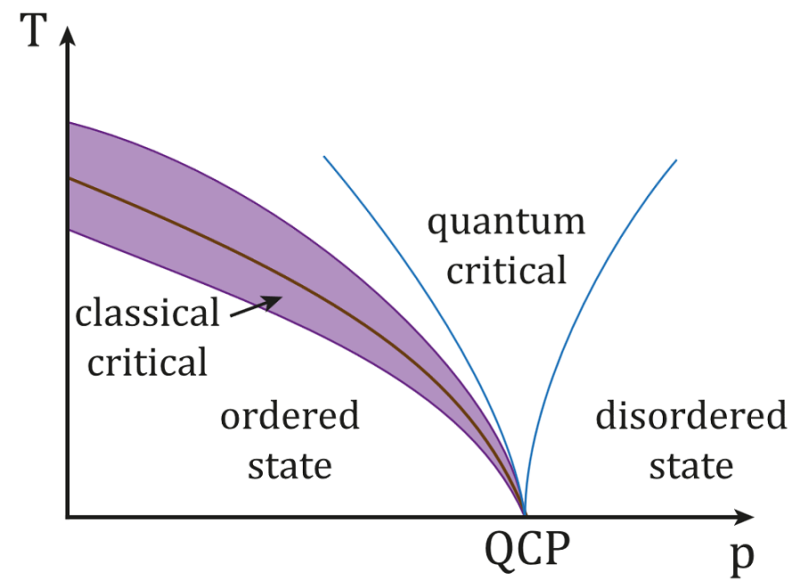 T
quantum
critical
classical
critical
ordered
state
disordered
state
QCP
p